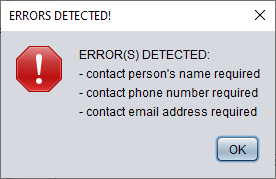 ERRORS DETECTED!
ERROR(S) DETECTED:
- contact person's name required
- contact phone number required
- contact email address required
OK